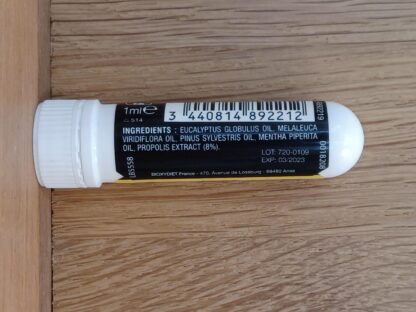 1ml e
3 440814 892212
INGREDIENTS : EUCALYPTUS GLOBULUS OIL, MELALEUCA
VIRIDIFLORA OIL, PINUS SYLVESTRIS OIL, MENTHA PIPERITA
OIL, PROPOLIS EXTRACT (8%).
LOT: 720-0109
EXP: 03/2023
LBS558